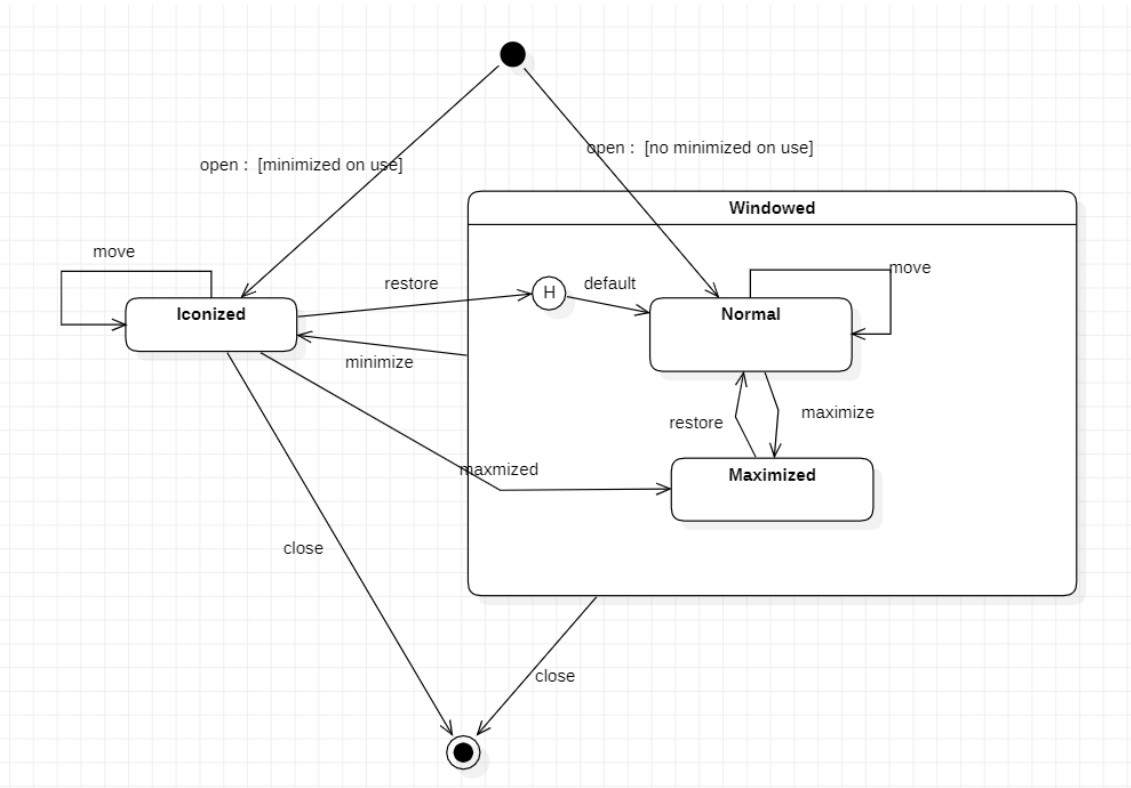 open :  [no minimized on use]
open :  [minimized on use]
Windowed
move
move
restore
H
default
Iconized
Normal
minimize
restore
maximize
maxmized
Maximized
close
close